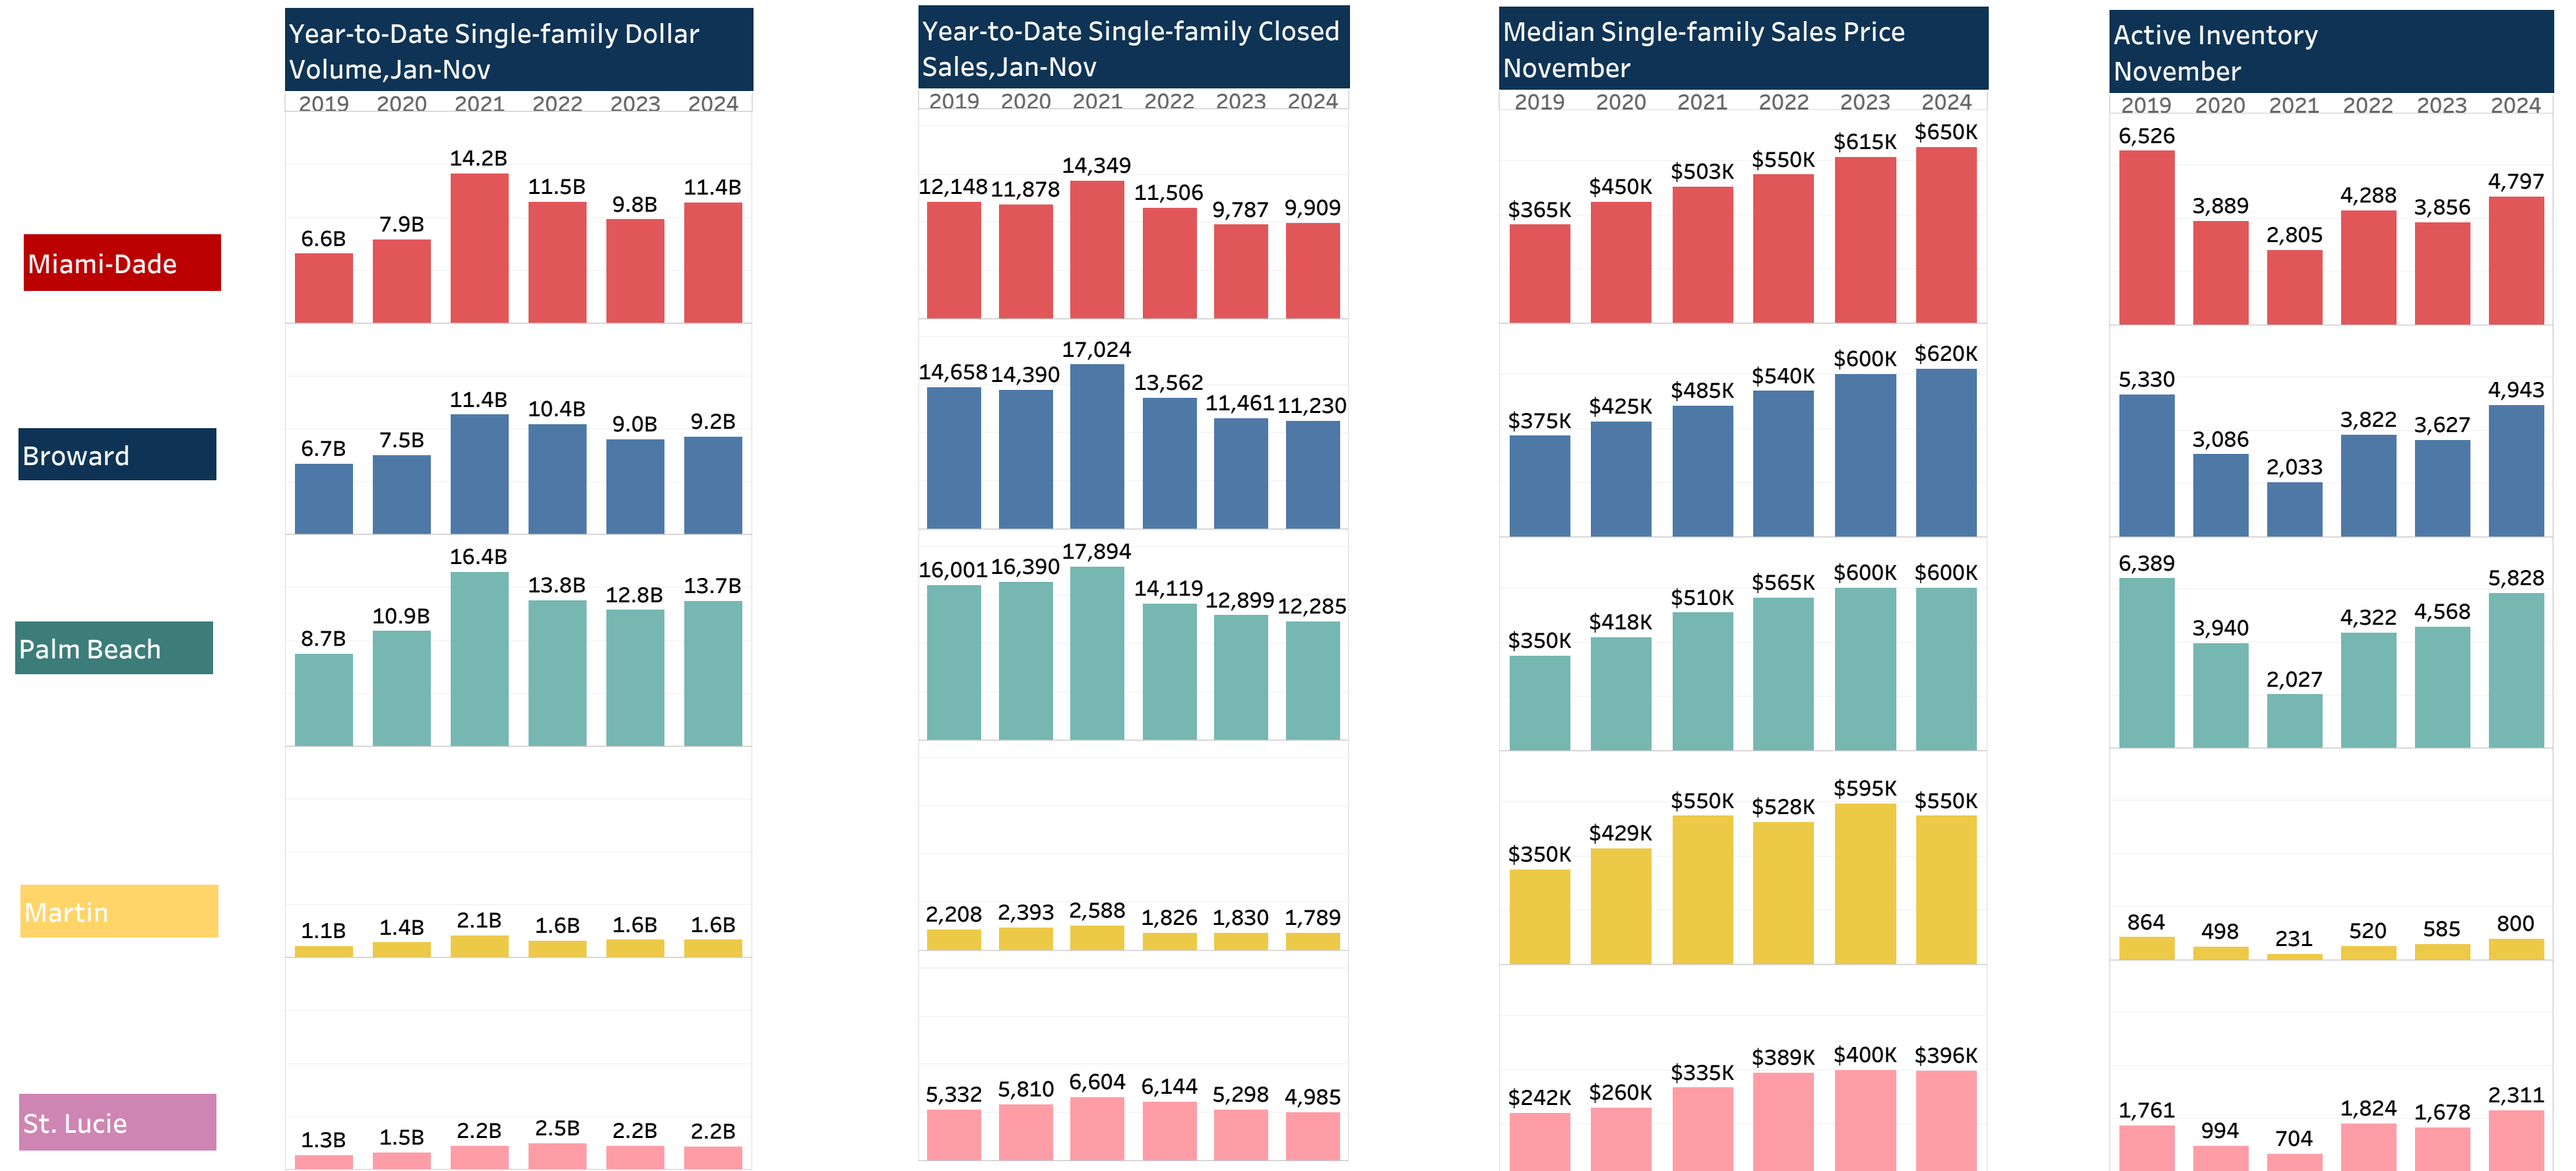 Year-to-Date Single-family Dollar
Volume,Jan-Nov
Year-to-Date Single-family Closed
Sales,Jan-Nov
Median Single-family Sales Price
November
Active Inventory
November
2019 2020 2021 2022 2023 2024
2019 2020 2021 2022 2023 2024
2019 2020 2021 2022 2023 2024
2019 2020 2021 2022 2023 2024
Miami-Dade
6.6B 7.9B 14.2B 11.5B 9.8B 11.4B
12,148 11,878 14,349 11,506 9,787 9,909
$365K $450K $503K $550K $615K $650K
6,526 3,889 2,805 4,288 3,856 4,797
Broward
6.7B 7.5B 11.4B 10.4B 9.0B 9.2B
14,658 14,390 17,024 13,562 11,461 11,230
$375K $425K $485K $540K $600K $620K
5,330 3,086 2,033 3,822 3,627 4,943
Palm Beach
8.7B 10.9B 16.4B 13.8B 12.8B 13.7B
16,001 16,390 17,894 14,119 12,899 12,285
$350K $418K $510K $565K $600K $600K
6,389 3,940 2,027 4,322 4,568 5,828
Martin
1.1B 1.4B 2.1B 1.6B 1.6B 1.6B
2,208 2,393 2,588 1,826 1,830 1,789
$350K $429K $550K $528K $595K $550K
864 498 231 520 585 800
St. Lucie
1.3B 1.5B 2.2B 2.5B 2.2B 2.2B
5,332 5,810 6,604 6,144 5,298 4,985
$242K $260K $335K $389K $400K $396K
1,761 994 704 1,824 1,678 2,311